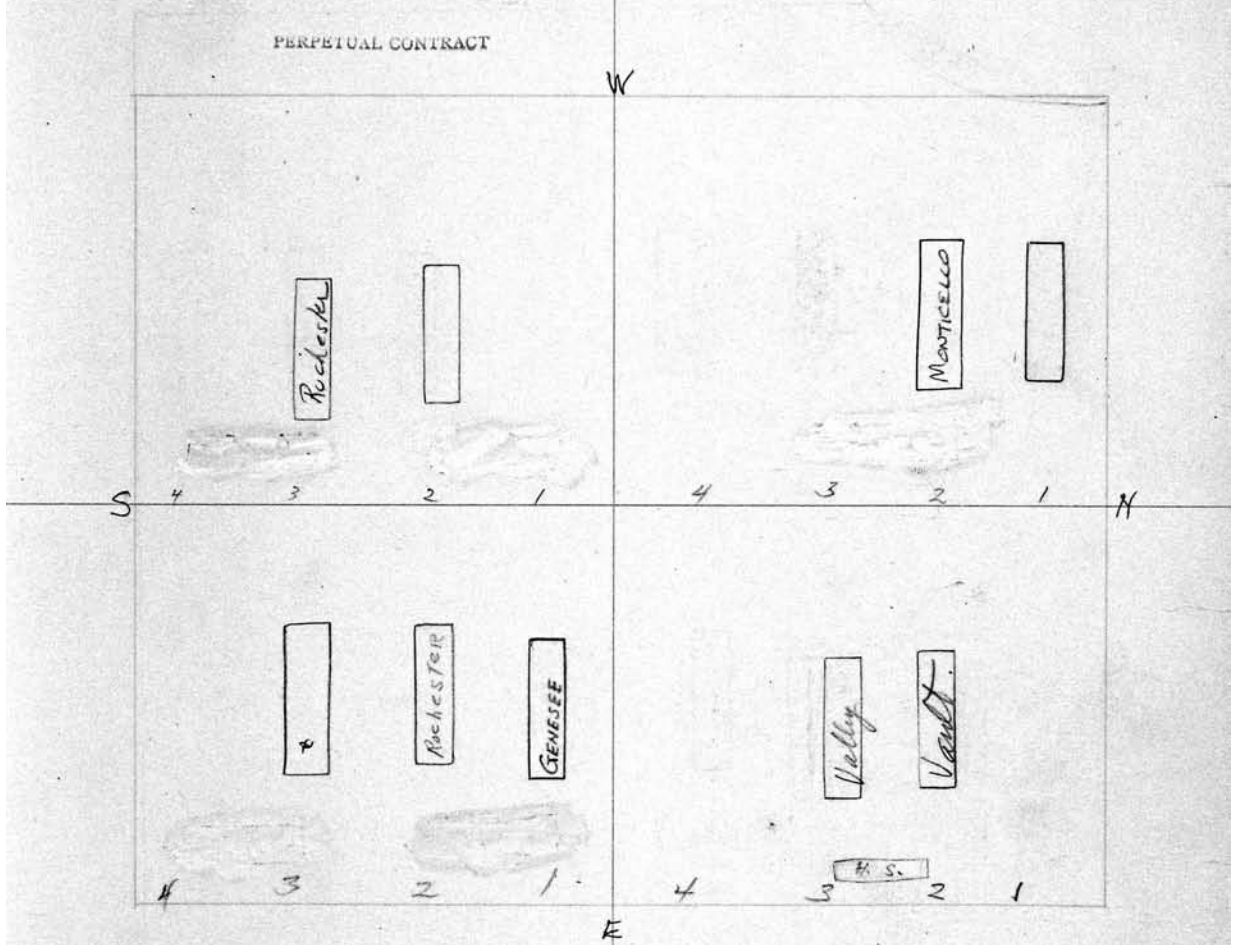 PERPETUAL CONTRACT
W
Rochester
MONTICELLO
4 3 2 1 4 3 2 1
S N
Rochester
GENESEE
Valley
Vault.
H. S.
4 3 2 1. 4 3 2 1
E